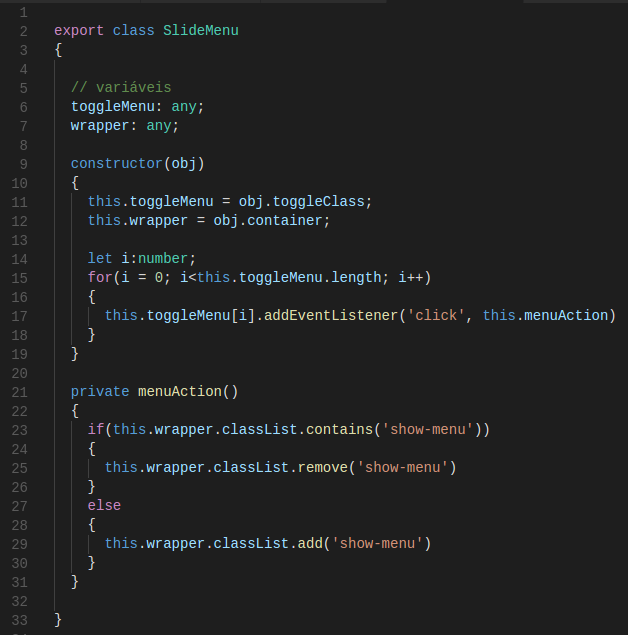 1
2 export class SlideMenu
3 {
4
5   // variáveis
6   toggleMenu: any;
7   wrapper: any;
8
9   constructor(obj)
10   {
11     this.toggleMenu = obj.toggleClass;
12     this.wrapper = obj.container;
13
14     let i:number;
15     for(i = 0; i<this.toggleMenu.length; i++)
16     {
17       this.toggleMenu[i].addEventListener('click', this.menuAction)
18     }
19   }
20
21   private menuAction()
22   {
23     if(this.wrapper.classList.contains('show-menu'))
24     {
25       this.wrapper.classList.remove('show-menu')
26     }
27     else
28     {
29       this.wrapper.classList.add('show-menu')
30     }
31   }
32
33 }